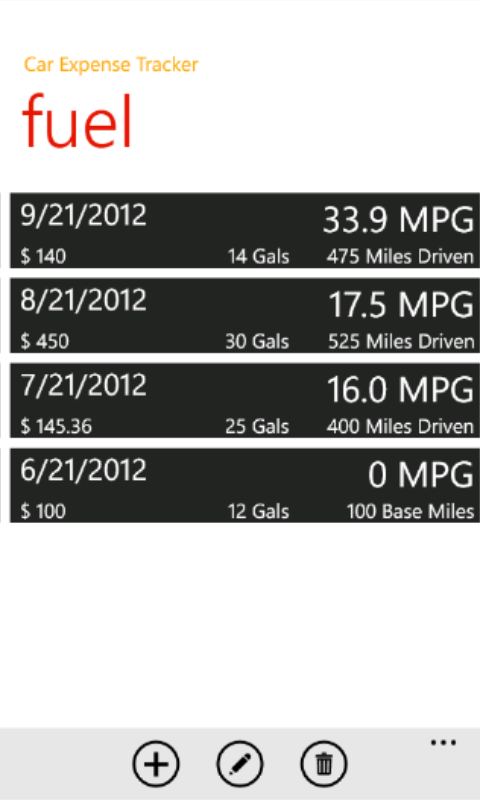 Car Expense Tracker
fuel
9/21/2012 33.9 MPG
$ 140 14 Gals 475 Miles Driven
8/21/2012 17.5 MPG
$ 450 30 Gals 525 Miles Driven
7/21/2012 16.0 MPG
$ 145.36 25 Gals 400 Miles Driven
6/21/2012 0 MPG
$ 100 12 Gals 100 Base Miles